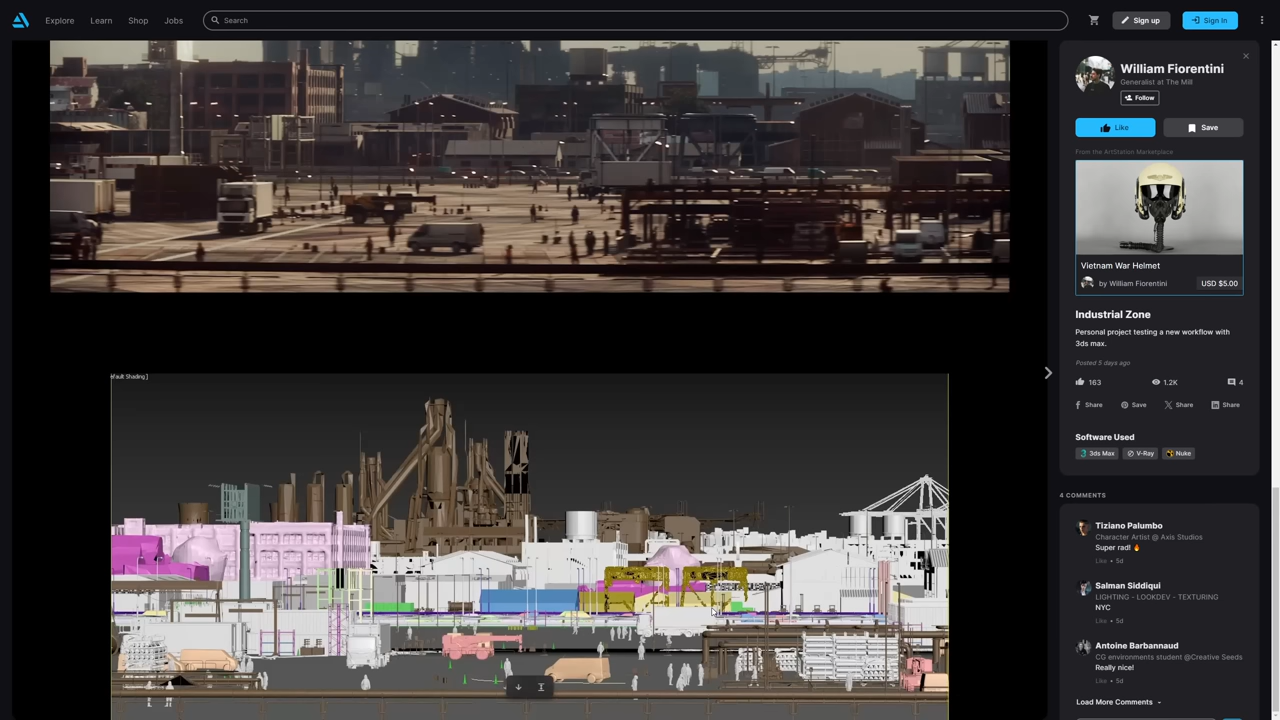 Explore
Learn
Shop
Jobs
Search
Sign up
Sign In
William Fiorentini
Generalist at The Mill
Follow
Like
Save
From the ArtStation Marketplace
Vietnam War Helmet
by William Fiorentini
USD $5.00
Industrial Zone
Personal project testing a new workflow with
3ds max.
Posted 5 days ago
163
1.2K
4
Share
Save
Share
Share
Software Used
3ds Max
V-Ray
Nuke
4 COMMENTS
Tiziano Palumbo
Character Artist @ Axis Studios
Super rad! 🔥
Like • 5d
Salman Siddiqui
LIGHTING - LOOKDEV - TEXTURING
NYC
Like • 5d
Antoine Barbannaud
CG environments student @Creative Seeds
Really nice!
Like • 5d
Load More Comments
efault Shading ]